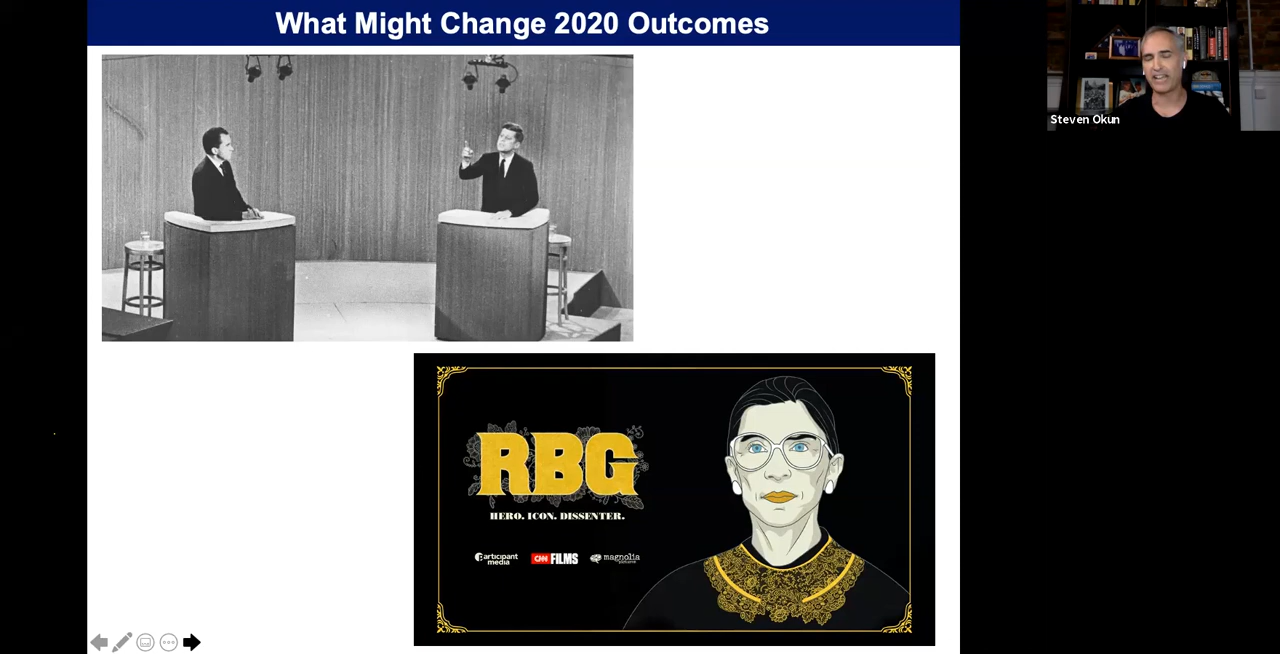 What Might Change 2020 Outcomes
Steven Okun
RBG
HERO. ICON. DISSENTER.
Participant
media
CNN FILMS
magnolia
pictures